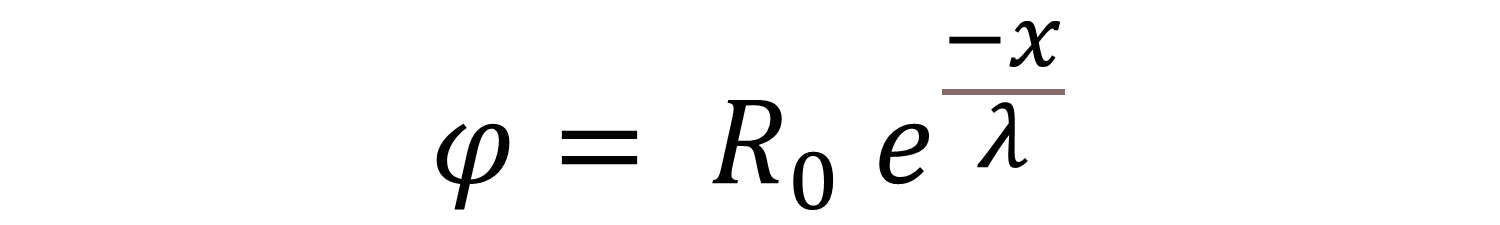 φ = R₀ e^(-x/λ)